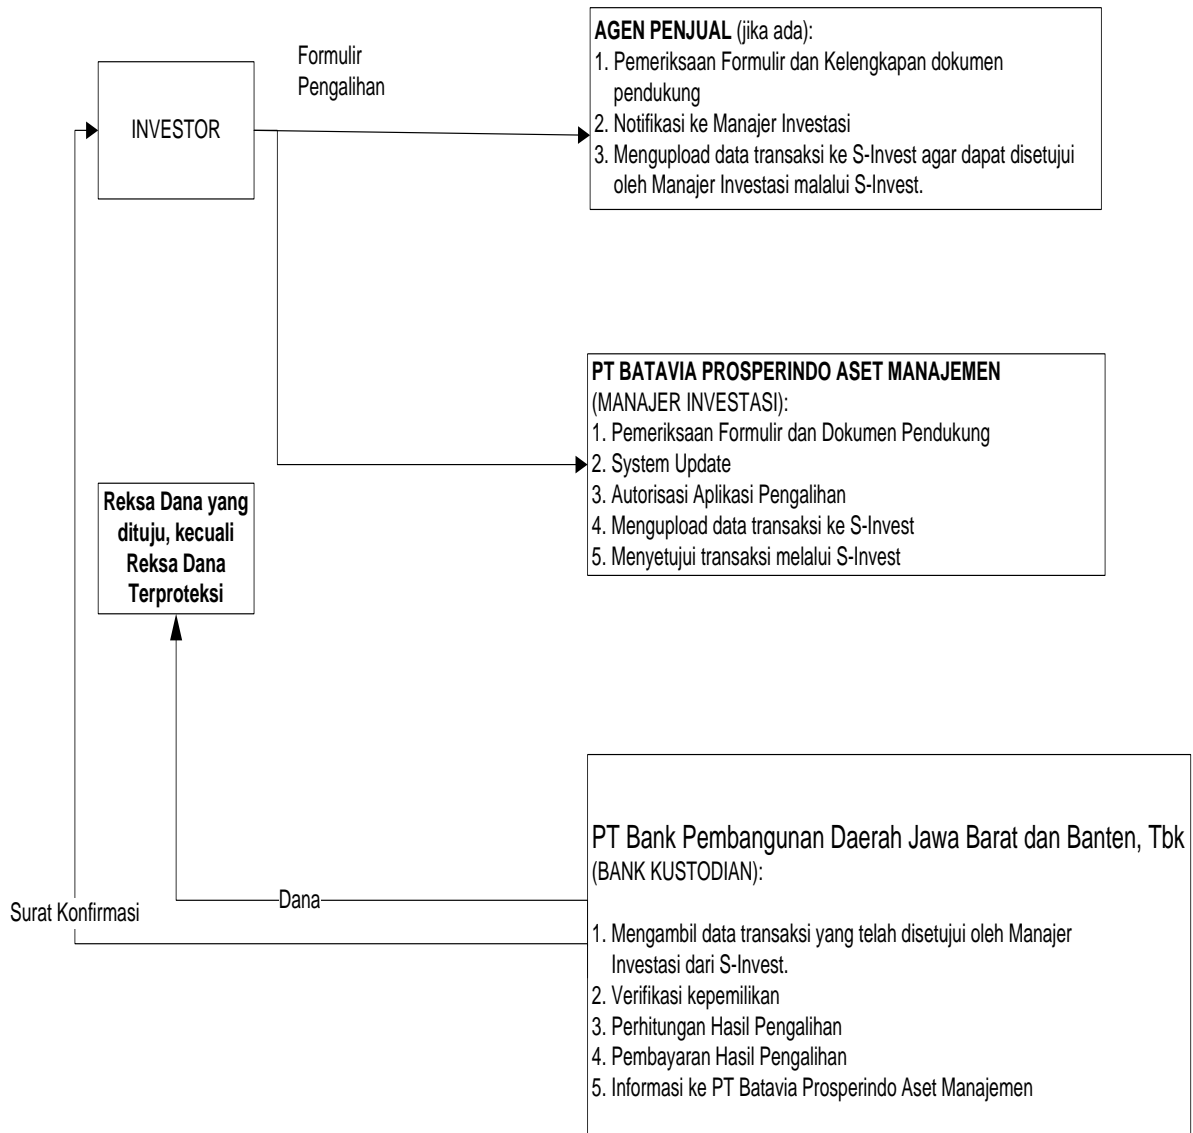 Formulir
Pengalihan
INVESTOR
AGEN PENJUAL (jika ada):
1. Pemeriksaan Formulir dan Kelengkapan dokumen
pendukung
2. Notifikasi ke Manajer Investasi
3. Mengupload data transaksi ke S-Invest agar dapat disetujui
oleh Manajer Investasi malalui S-Invest.
PT BATAVIA PROSPERINDO ASET MANAJEMEN
(MANAJER INVESTASI):
1. Pemeriksaan Formulir dan Dokumen Pendukung
2. System Update
3. Autorisasi Aplikasi Pengalihan
4. Mengupload data transaksi ke S-Invest
5. Menyetujui transaksi melalui S-Invest
Reksa Dana yang
dituju, kecuali
Reksa Dana
Terproteksi
PT Bank Pembangunan Daerah Jawa Barat dan Banten, Tbk
(BANK KUSTODIAN):
1. Mengambil data transaksi yang telah disetujui oleh Manajer
Investasi dari S-Invest.
2. Verifikasi kepemilikan
3. Perhitungan Hasil Pengalihan
4. Pembayaran Hasil Pengalihan
5. Informasi ke PT Batavia Prosperindo Aset Manajemen
Dana
Surat Konfirmasi